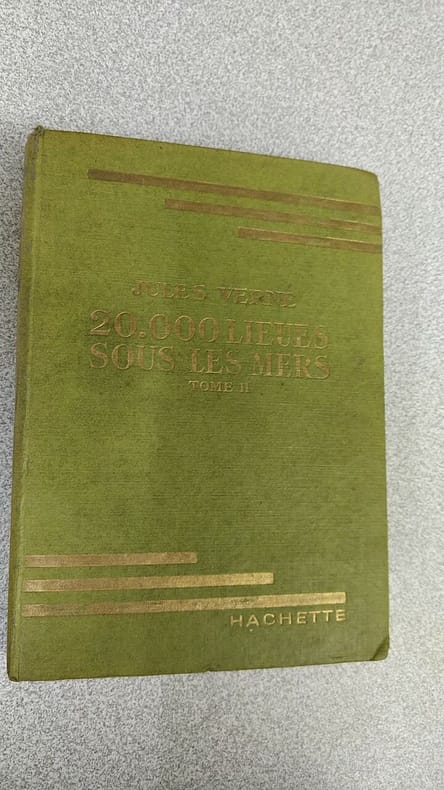 JULES VERNE
20.000 LIEUES
SOUS LES MERS
TOME II
HACHETTE